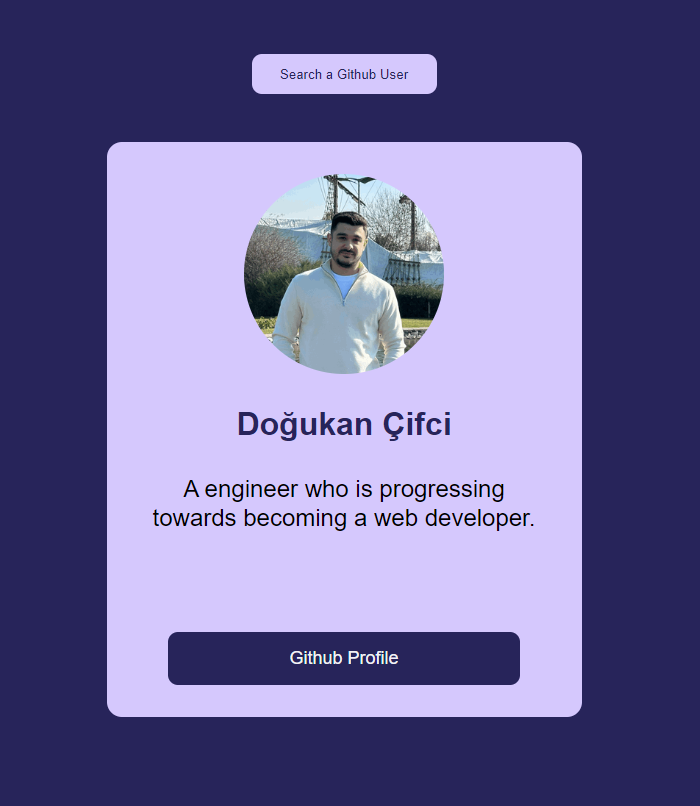 Search a Github User
Doğukan Çifci
A engineer who is progressing
towards becoming a web developer.
Github Profile